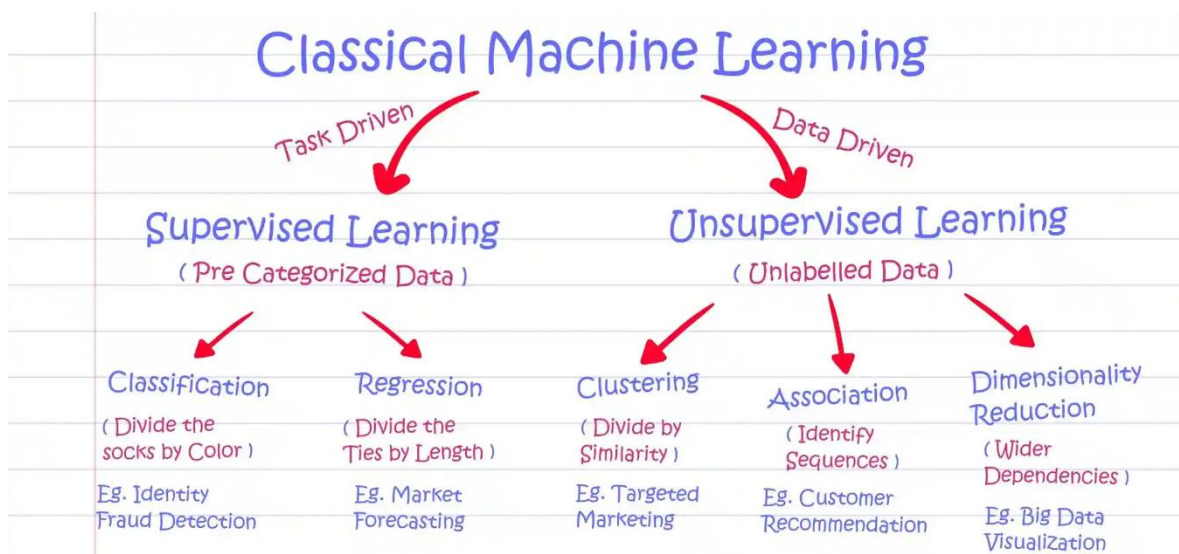 Classical Machine Learning
Task Driven
Data Driven
Supervised Learning
( Pre Categorized Data )
Unsupervised Learning
( Unlabelled Data )
Classification
( Divide the
socks by Color )
Eg. Identity
Fraud Detection
Regression
( Divide the
Ties by Length )
Eg. Market
Forecasting
Clustering
( Divide by
Similarity )
Eg. Targeted
Marketing
Association
( Identify
Sequences )
Eg. Customer
Recommendation
Dimensionality
Reduction
( Wider
Dependencies )
Eg. Big Data
Visualization